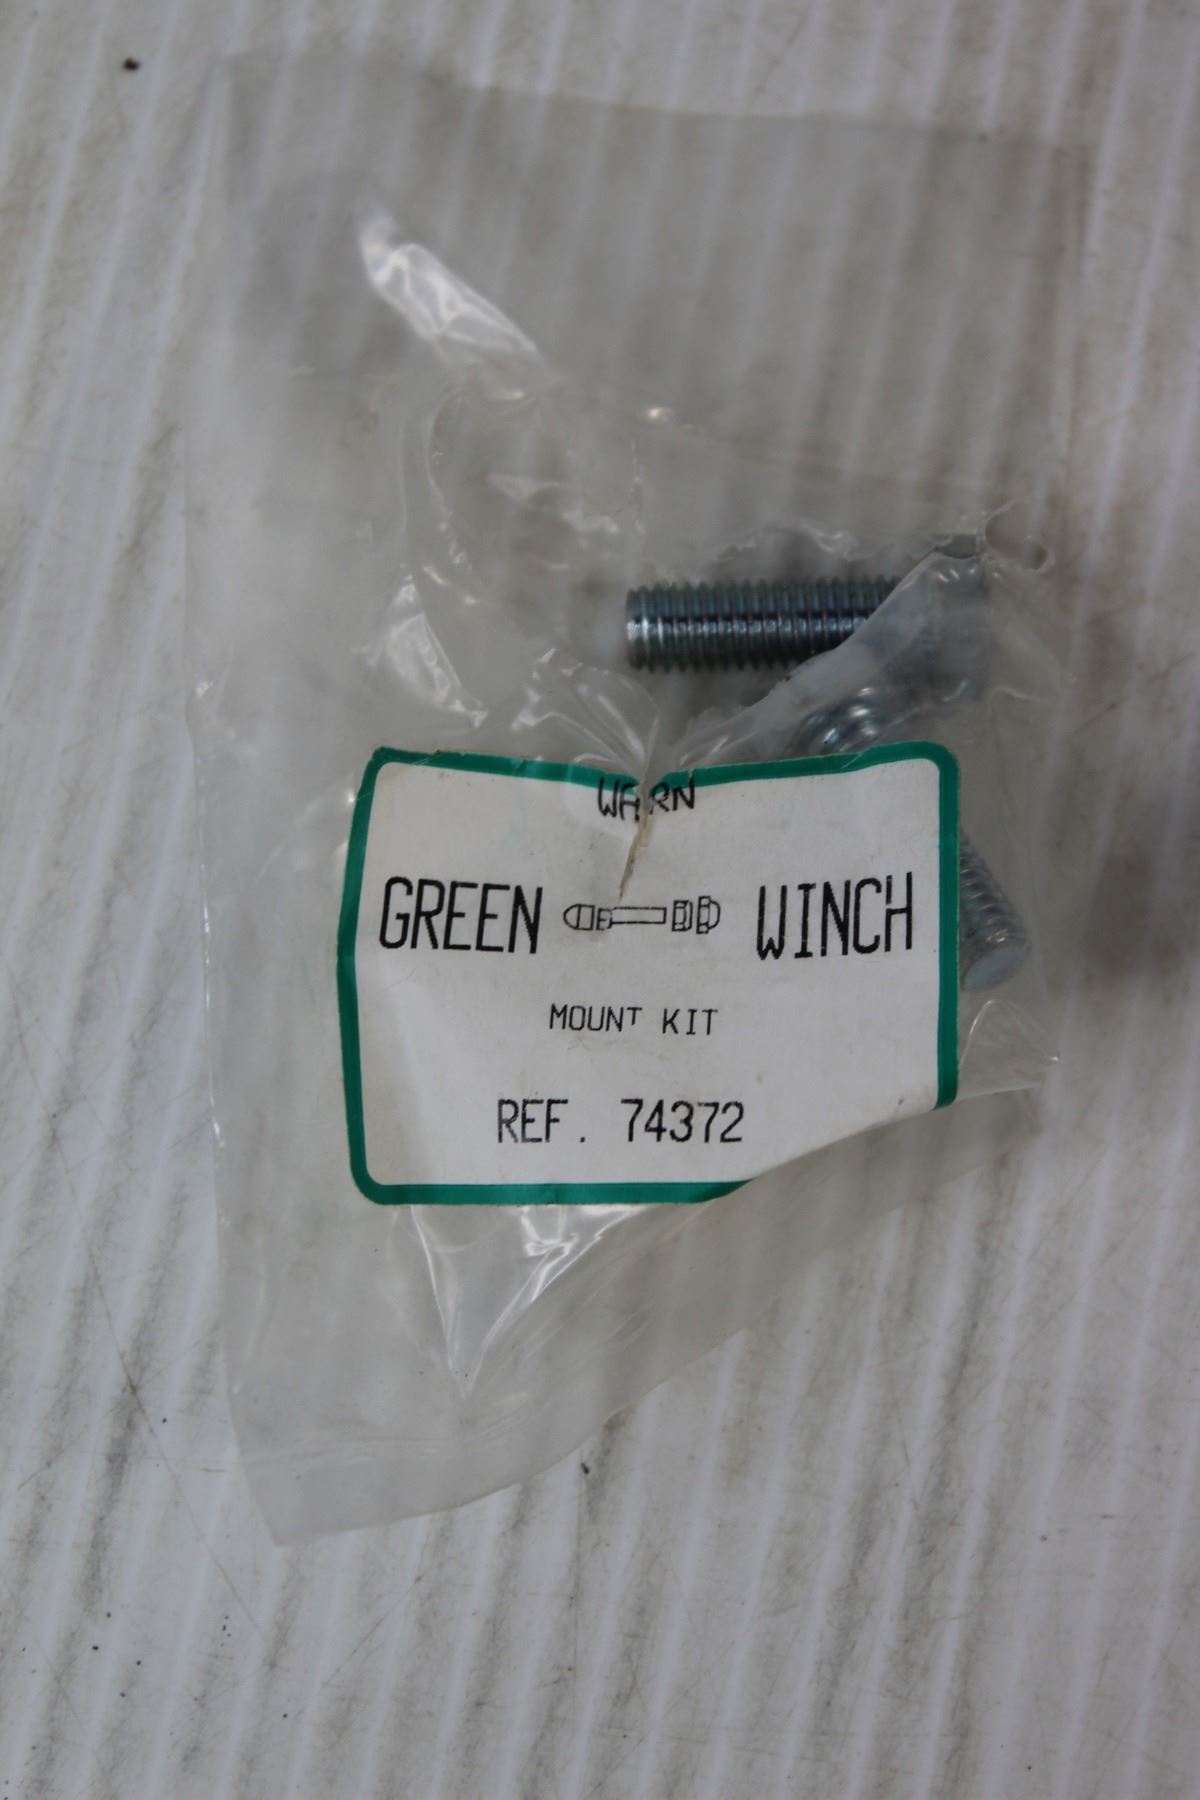 WARN
GREEN WINCH
MOUNT KIT
REF. 74372